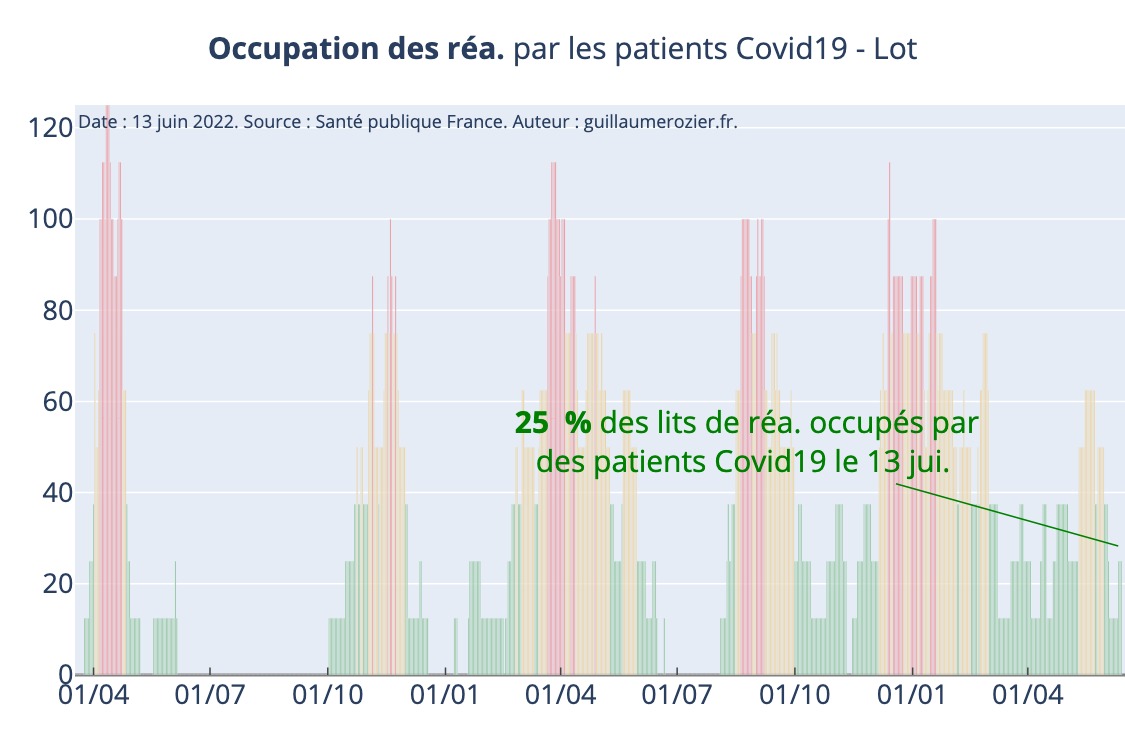 Occupation des réa. par les patients Covid19 - Lot
Date : 13 juin 2022. Source : Santé publique France. Auteur : guillaumerozier.fr.
120
100
80
60
40
20
0
25 % des lits de réa. occupés par
des patients Covid19 le 13 jui.
01/04 01/07 01/10 01/01 01/04 01/07 01/10 01/01 01/04